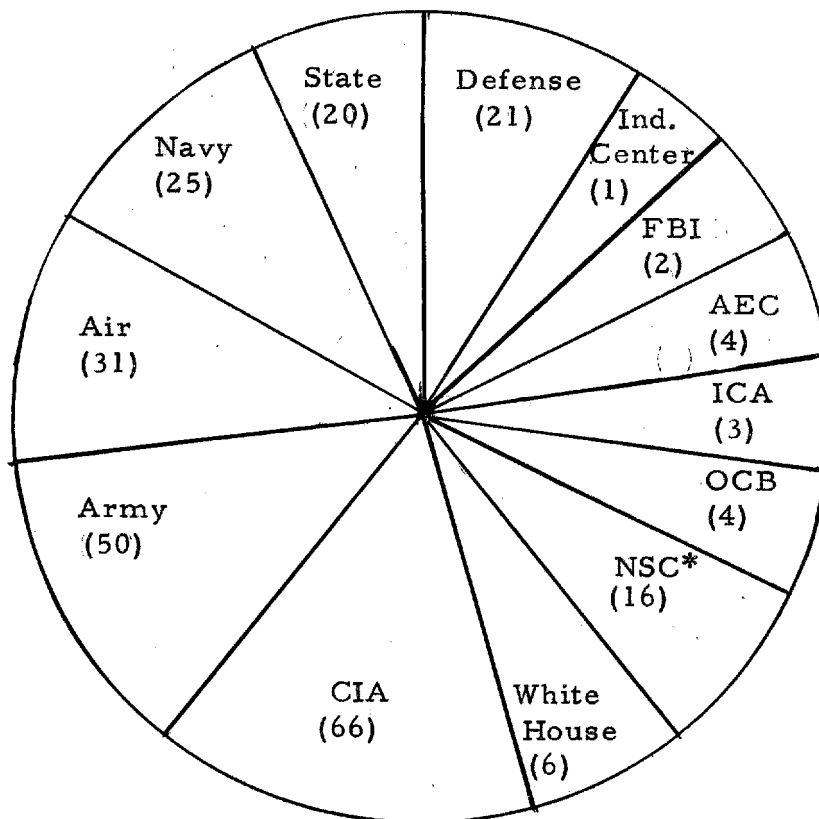 State
(20)
Defense
(21)
Ind.
Center
(1)
FBI
(2)
AEC
(4)
ICA
(3)
OCB
(4)
NSC*
(16)
White
House
(6)
CIA
(66)
Army
(50)
Air
(31)
Navy
(25)